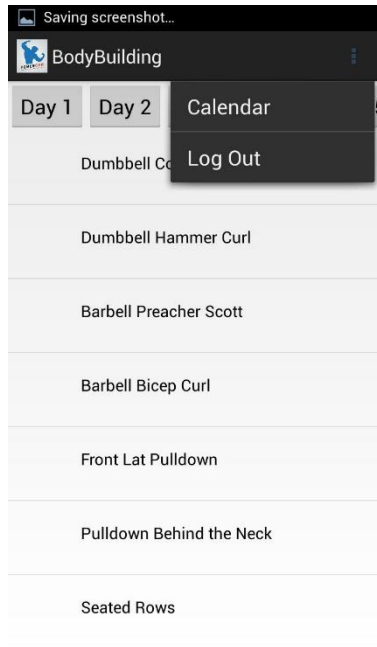 Saving screenshot...
BodyBuilding
Day 1 Day 2
Calendar
Log Out
Dumbbell
Dumbbell Hammer Curl
Barbell Preacher Scott
Barbell Bicep Curl
Front Lat Pulldown
Pulldown Behind the Neck
Seated Rows